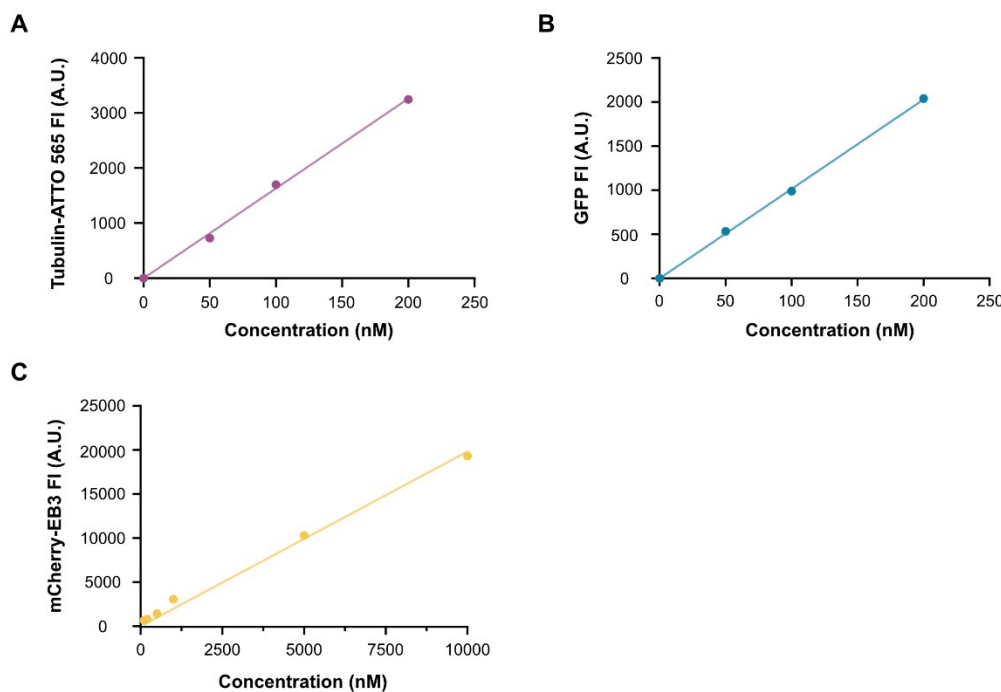 A
Tubulin-ATTO 565 FI (A.U.)
4000
3000
2000
1000
0
0 50 100 150 200 250
Concentration (nM)
B
GFP FI (A.U.)
2500
2000
1500
1000
500
0
0 50 100 150 200 250
Concentration (nM)
C
mCherry-EB3 FI (A.U.)
25000
20000
15000
10000
5000
0
0 2500 5000 7500 10000
Concentration (nM)